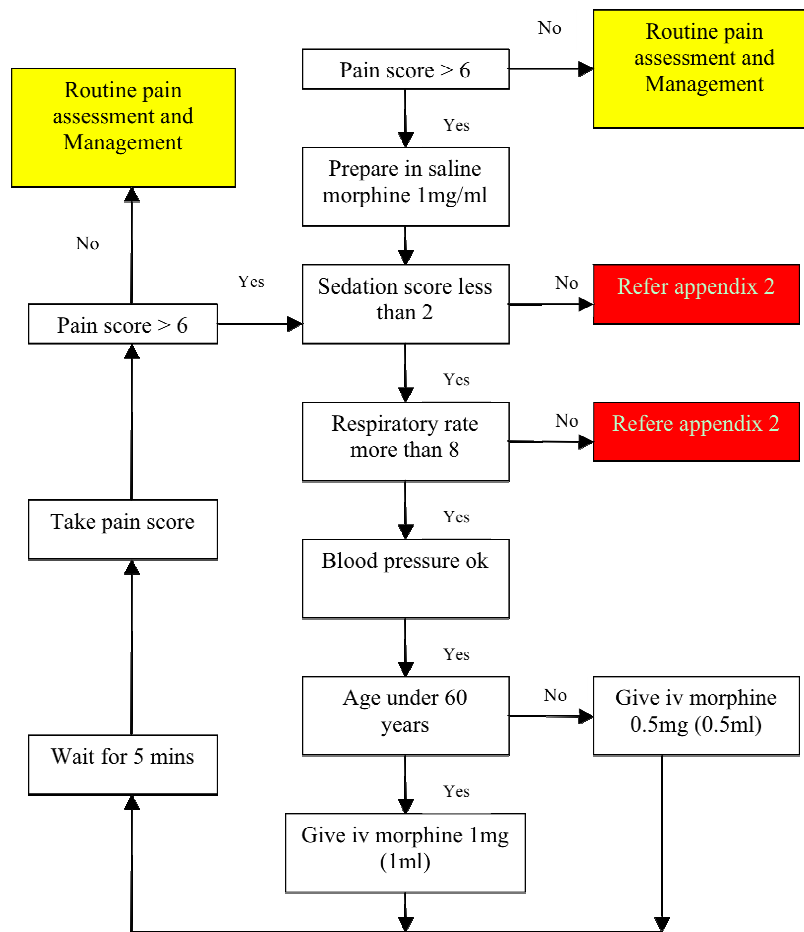 Pain score > 6
No
Routine pain
assessment and
Management
Yes
Prepare in saline
morphine 1mg/ml
Sedation score less
than 2
No
Refer appendix 2
Yes
Respiratory rate
more than 8
No
Refere appendix 2
Yes
Blood pressure ok
Yes
Age under 60
years
No
Give iv morphine
0.5mg (0.5ml)
Yes
Give iv morphine 1mg
(1ml)
Wait for 5 mins
Take pain score
Pain score > 6
Yes
No
Routine pain
assessment and
Management